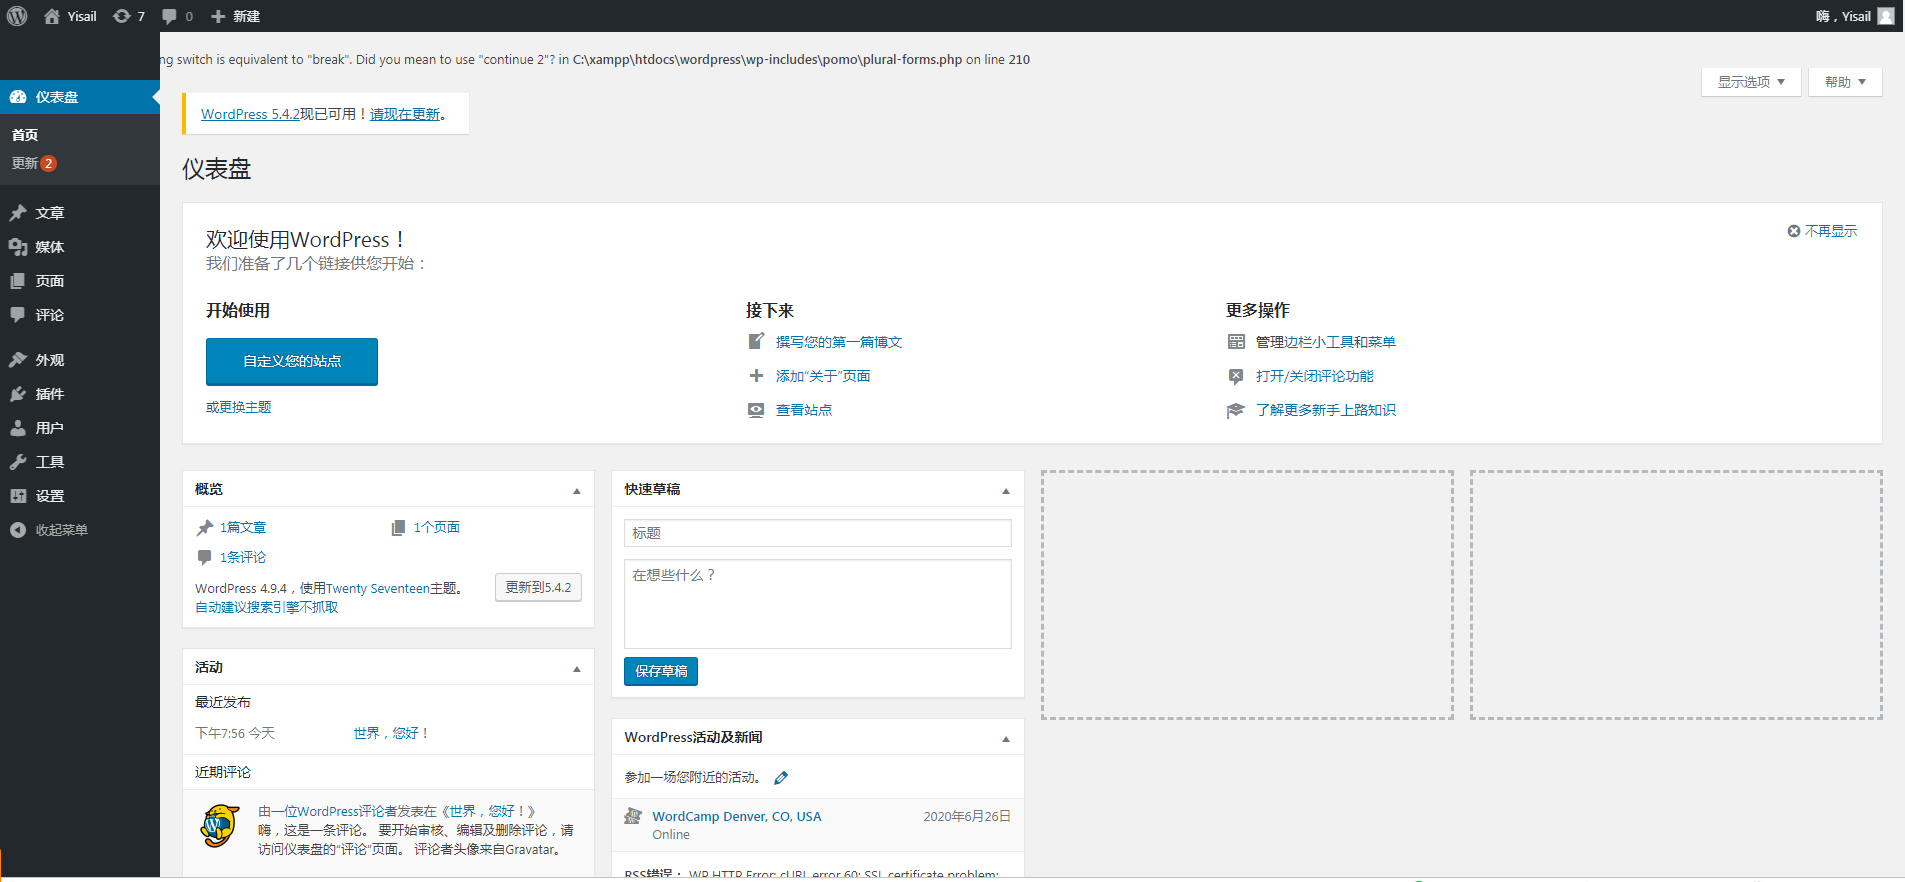 Yisail 7 0 新建 嗨，Yisail
ng switch is equivalent to "break". Did you mean to use "continue 2"? in C:\xampp\htdocs\wordpress\wp-includes\pomo\plural-forms.php on line 210
显示选项 帮助
仪表盘
首页
更新 2
文章
媒体
页面
评论
外观
插件
用户
工具
设置
收起菜单
WordPress 5.4.2现已可用！请现在更新。
仪表盘
欢迎使用WordPress！
不再显示
我们准备了几个链接供您开始：
开始使用
自定义您的站点
或更换主题
接下来
撰写您的第一篇博文
添加“关于”页面
查看站点
更多操作
管理边栏小工具和菜单
打开/关闭评论功能
了解更多新手上路知识
概览
1篇文章 1个页面
1条评论
WordPress 4.9.4，使用Twenty Seventeen主题。 更新到5.4.2
自动建议搜索引擎不抓取
活动
最近发布
下午7:56 今天 世界，您好！
近期评论
由一位WordPress评论者发表在《世界，您好！》
嗨，这是一条评论。 要开始审核、编辑及删除评论，请
访问仪表盘的“评论”页面。 评论者头像来自Gravatar。
快速草稿
标题
在想些什么？
保存草稿
WordPress活动及新闻
参加一场您附近的活动。
WordCamp Denver, CO, USA 2020年6月26日
Online
RSS错误： WP HTTP Error: cURL error 60: SSL certificate problem: